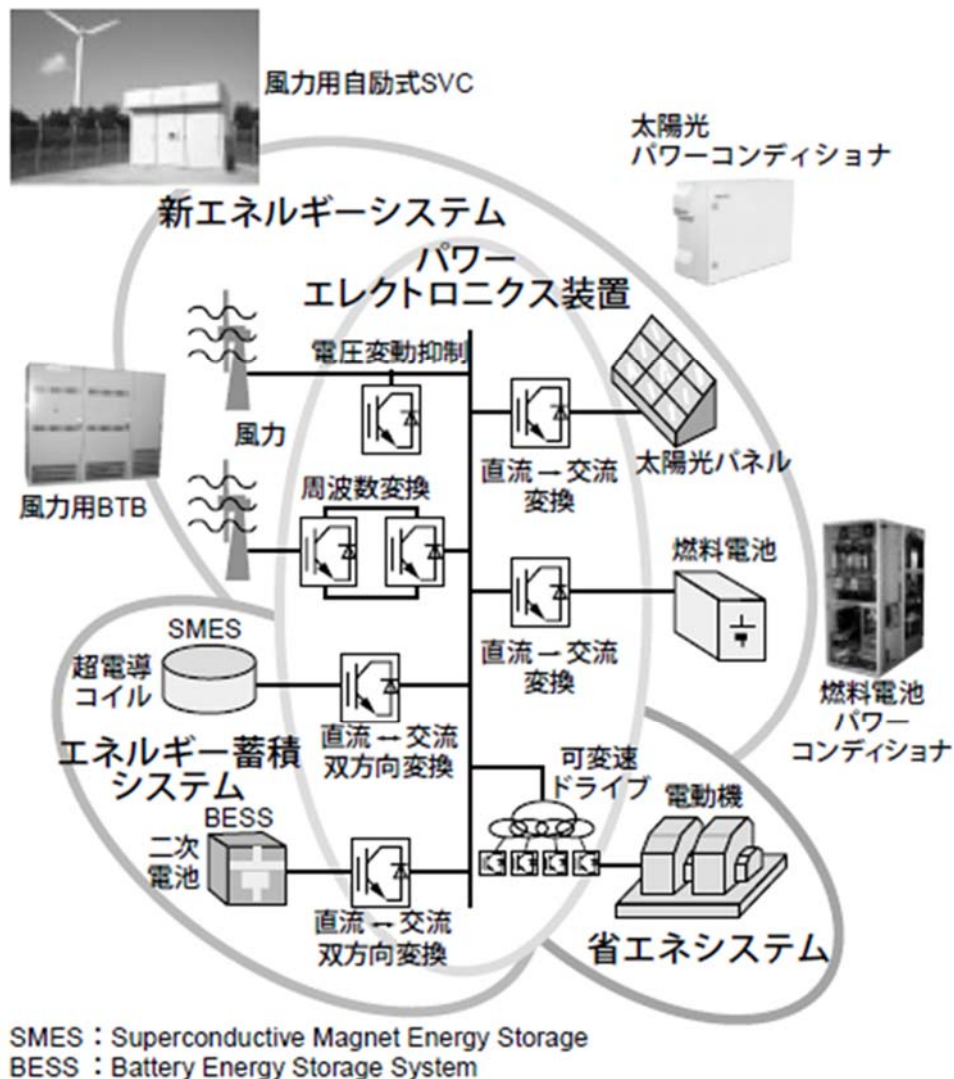 風力用自励式SVC
太陽光
パワーコンディショナ
新エネルギーシステム
パワー
エレクトロニクス装置
電圧変動抑制
風力
直流→交流
変換
太陽光パネル
風力用BTB
周波数変換
燃料電池
直流→交流
変換
SMES
超電導
コイル
直流↔交流
双方向変換
燃料電池
パワー
コンディショナ
エネルギー蓄積
システム
可変速
ドライブ
電動機
BESS
二次
電池
直流↔交流
双方向変換
省エネシステム
SMES：Superconductive Magnet Energy Storage
BESS：Battery Energy Storage System